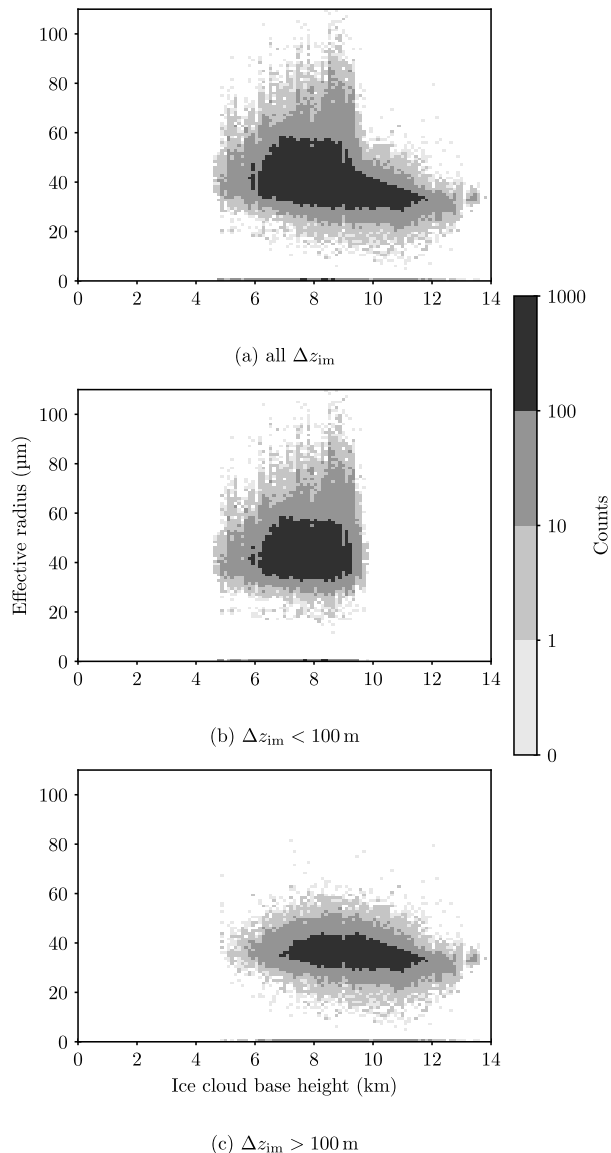 100
80
60
40
20
0
0 2 4 6 8 10 12 14
(a) all Δz_im
100
80
60
40
20
0
0 2 4 6 8 10 12 14
Effective radius (µm)
(b) Δz_im < 100 m
1000
100
10
1
0
Counts
100
80
60
40
20
0
0 2 4 6 8 10 12 14
Ice cloud base height (km)
(c) Δz_im > 100 m